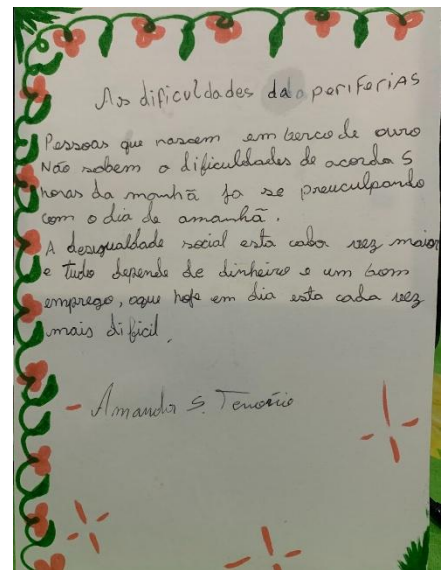 As dificuldades da periferias
Pessoas que nascem em berco de ouro
Não sabem a dificuldades de acorda 5
horas da manhã ja se preuculpando
com o dia de amanhã.
A desigualdade social esta cada vez maior
e tudo depende de dinheiro e um bom
emprego, oque hoje em dia esta cada vez
mais dificil.
Amanda S. Tenorio